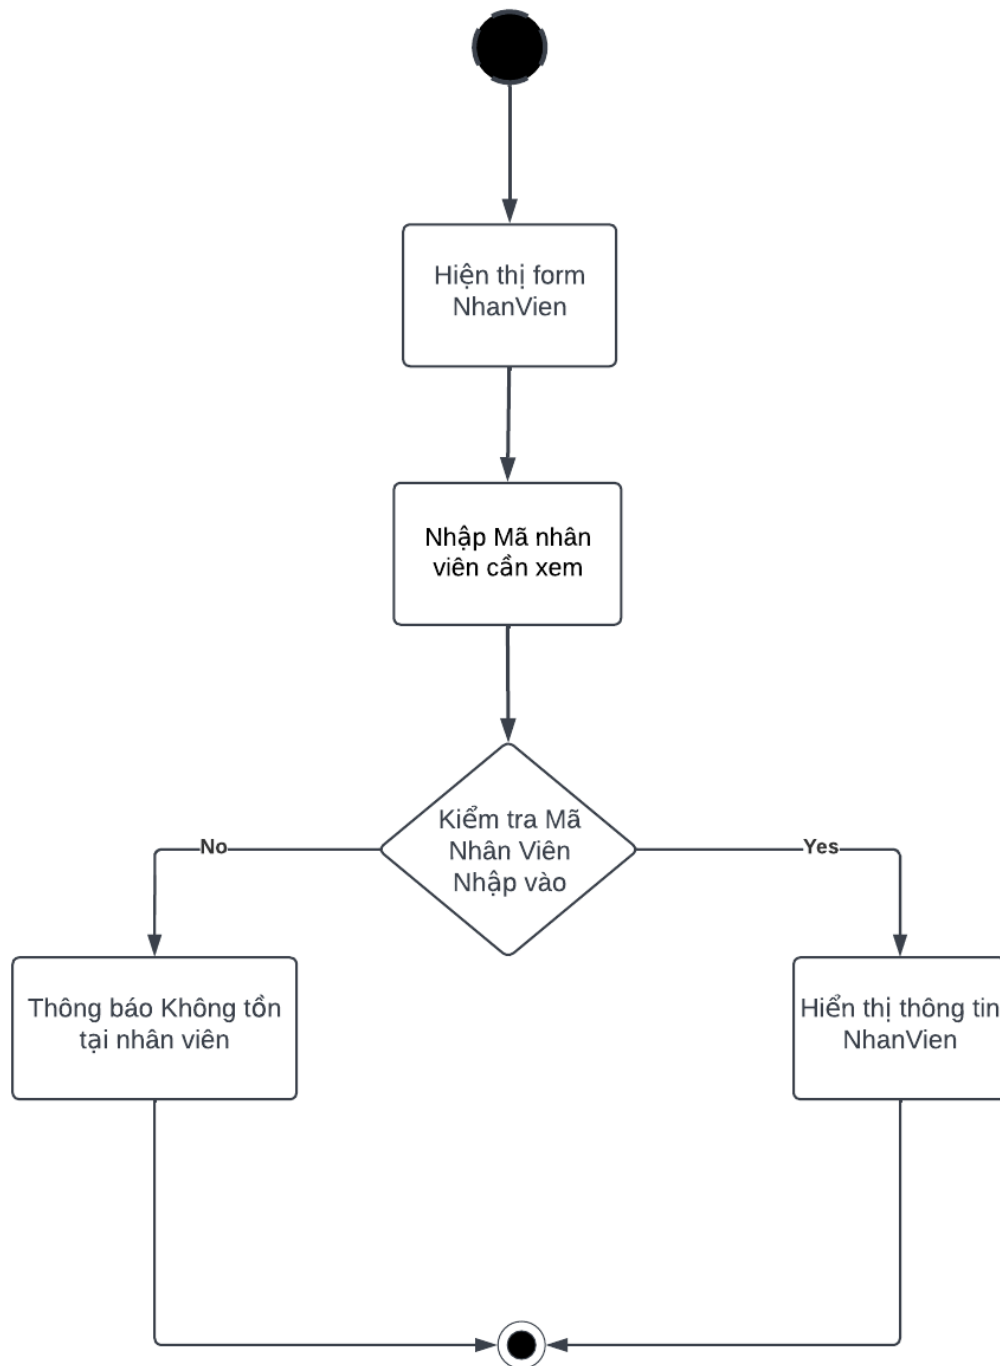 Hiện thị form
NhanVien
Nhập Mã nhân
viên cần xem
Kiểm tra Mã
Nhân Viên
Nhập vào
No
Yes
Thông báo Không tồn
tại nhân viên
Hiển thị thông tin
NhanVien